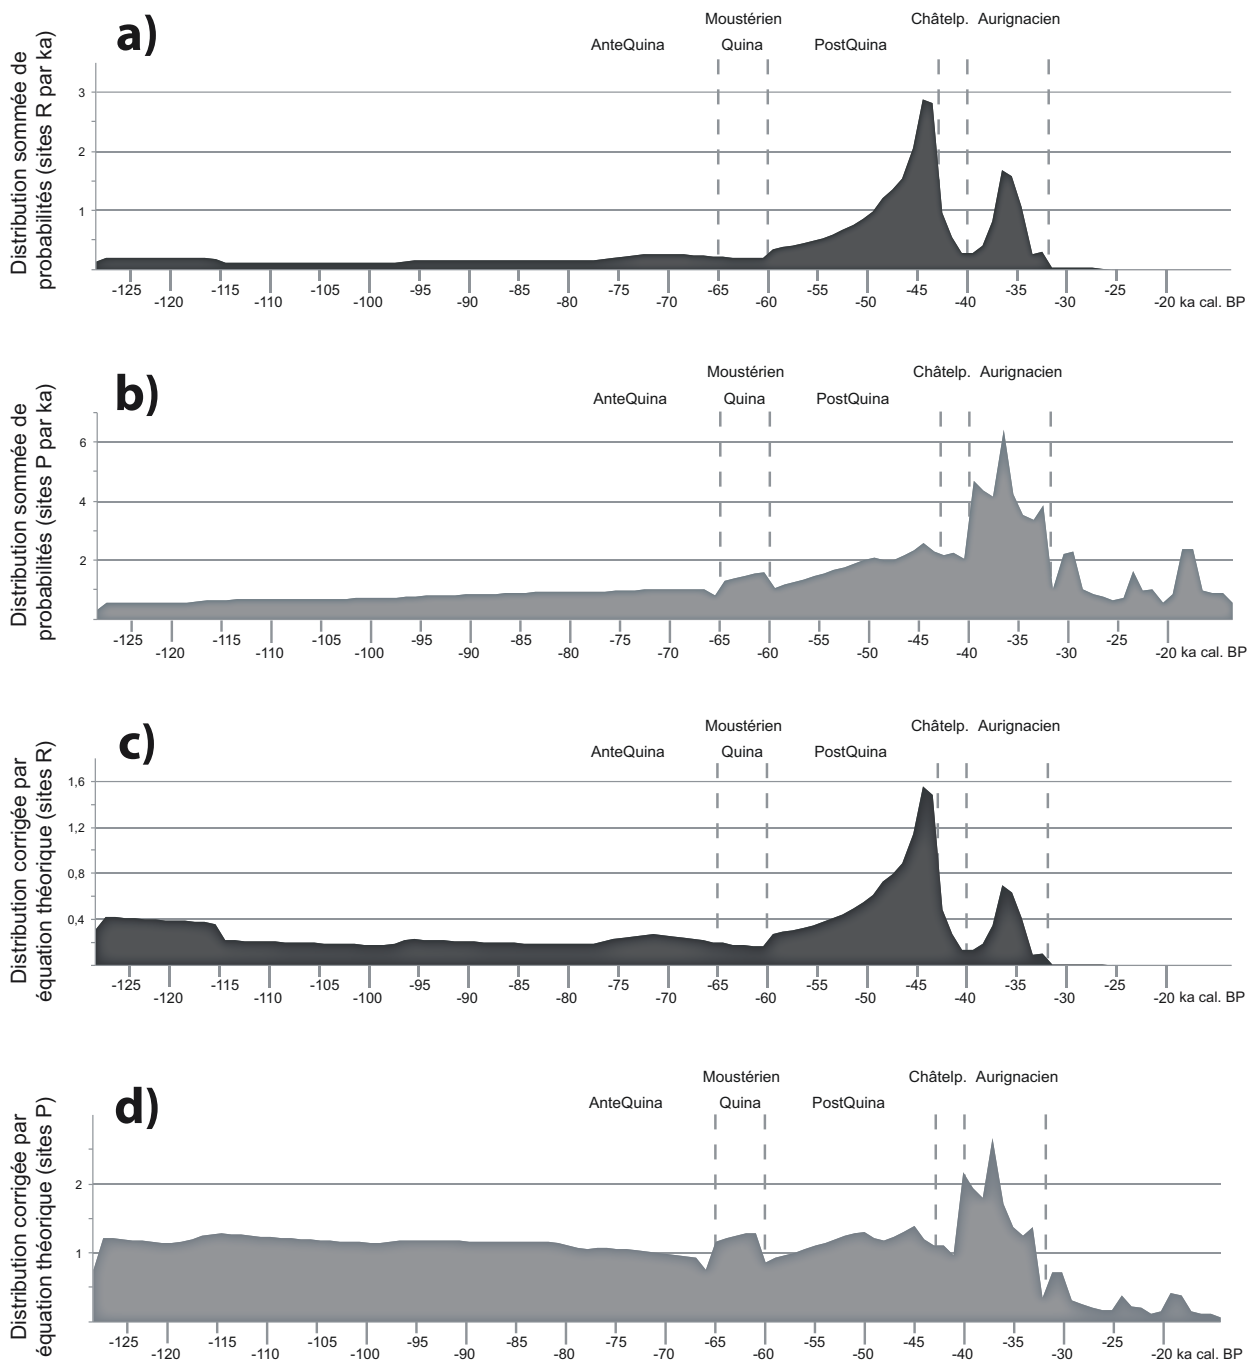 a)
Moustérien
Châtelp. Aurignacien
AnteQuina Quina PostQuina
Distribution sommée de
probabilités (sites R par ka)
3
2
1
-125 -115 -105 -95 -85 -75 -65 -55 -45 -35 -25
-120 -110 -100 -90 -80 -70 -60 -50 -40 -30 -20 ka cal. BP
b)
Moustérien
Châtelp. Aurignacien
AnteQuina Quina PostQuina
Distribution sommée de
probabilités (sites P par ka)
6
4
2
-125 -115 -105 -95 -85 -75 -65 -55 -45 -35 -25
-120 -110 -100 -90 -80 -70 -60 -50 -40 -30 -20 ka cal. BP
c)
Moustérien
Châtelp. Aurignacien
AnteQuina Quina PostQuina
Distribution corrigée par
équation théorique (sites R)
1,6
1,2
0,8
0,4
-125 -115 -105 -95 -85 -75 -65 -55 -45 -35 -25
-120 -110 -100 -90 -80 -70 -60 -50 -40 -30 -20 ka cal. BP
d)
Moustérien
Châtelp. Aurignacien
AnteQuina Quina PostQuina
Distribution corrigée par
équation théorique (sites P)
2
1
-125 -115 -105 -95 -85 -75 -65 -55 -45 -35 -25
-120 -110 -100 -90 -80 -70 -60 -50 -40 -30 -20 ka cal. BP